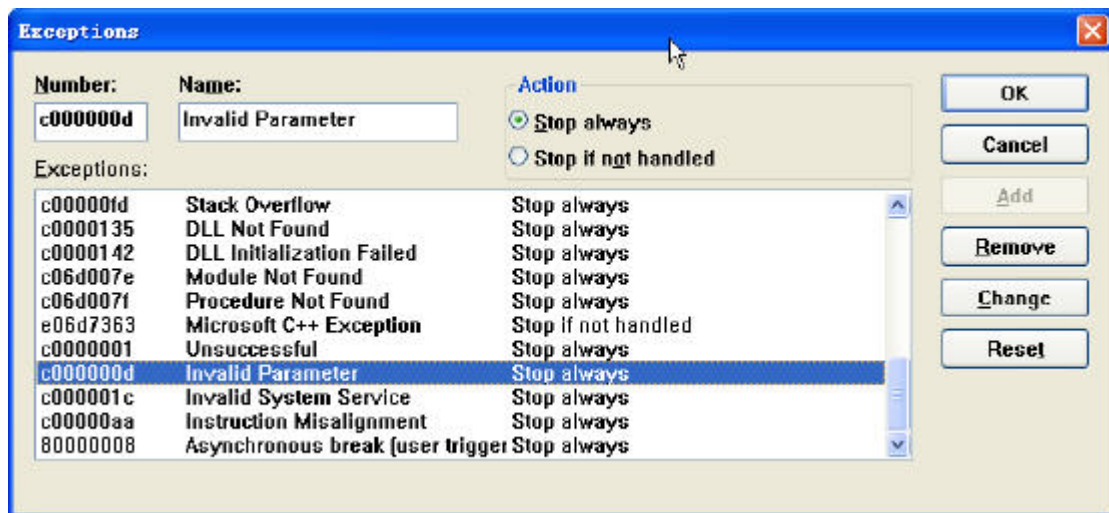 Exceptions
Number: Name: Action
c000000d Invalid Parameter Stop always
Stop if not handled
Exceptions:
c00000fd Stack Overflow Stop always
c0000135 DLL Not Found Stop always
c0000142 DLL Initialization Failed Stop always
c06d007e Module Not Found Stop always
c06d007f Procedure Not Found Stop always
e06d7363 Microsoft C++ Exception Stop if not handled
c0000001 Unsuccessful Stop always
c000000d Invalid Parameter Stop always
c000001c Invalid System Service Stop always
c00000aa Instruction Misalignment Stop always
80000008 Asynchronous break (user trigger Stop always
OK
Cancel
Add
Remove
Change
Reset